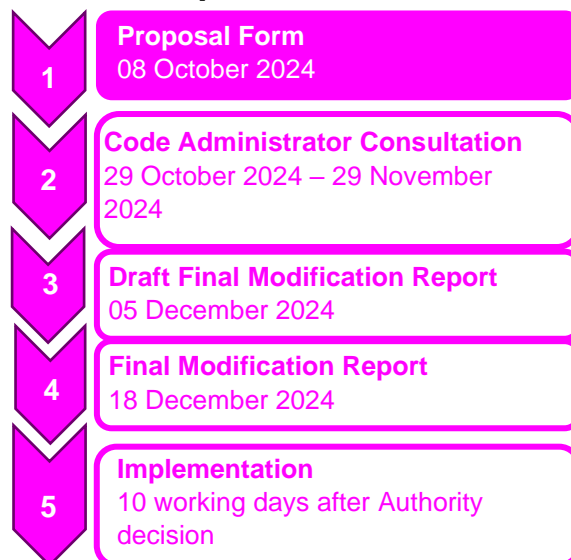 1
Proposal Form
08 October 2024
2
Code Administrator Consultation
29 October 2024 – 29 November
2024
3
Draft Final Modification Report
05 December 2024
4
Final Modification Report
18 December 2024
5
Implementation
10 working days after Authority
decision